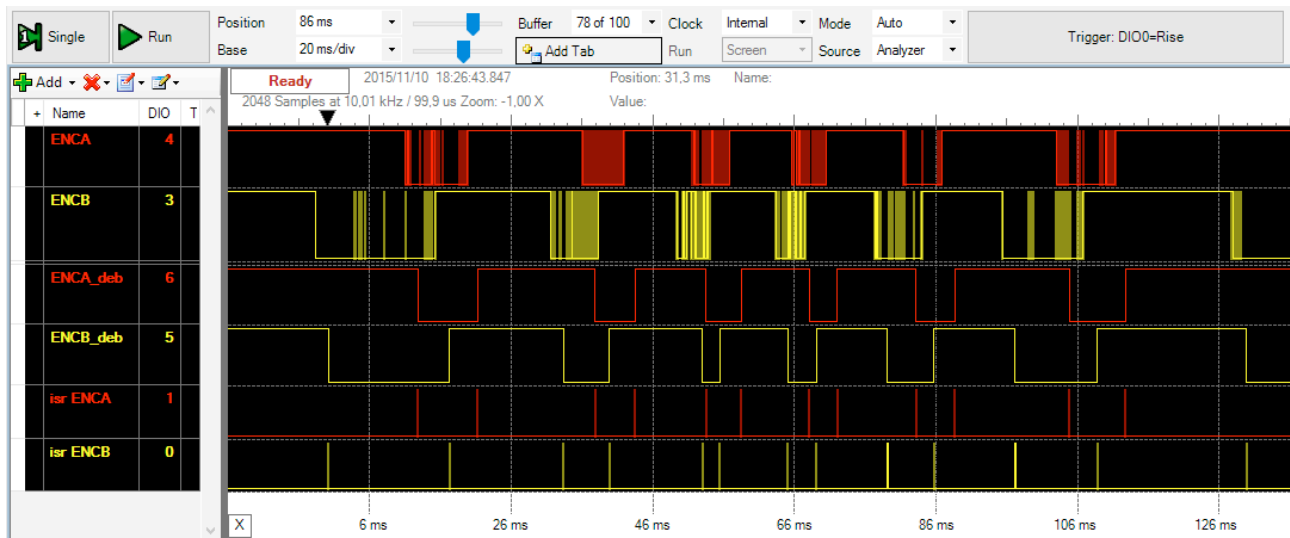 Single Run Position 86 ms Buffer 78 of 100 Clock Internal Mode Auto Trigger: DIO0=Rise
Base 20 ms/div Add Tab Run Screen Source Analyzer
Add Ready 2015/11/10 18:26:43.847 Position: 31,3 ms Name:
2048 Samples at 10,01 kHz / 99,9 us Zoom: -1,00 X Value:
+ Name DIO T
ENCA 4
ENCB 3
ENCA_deb 6
ENCB_deb 5
isr ENCA 1
isr ENCB 0
X 6 ms 26 ms 46 ms 66 ms 86 ms 106 ms 126 ms